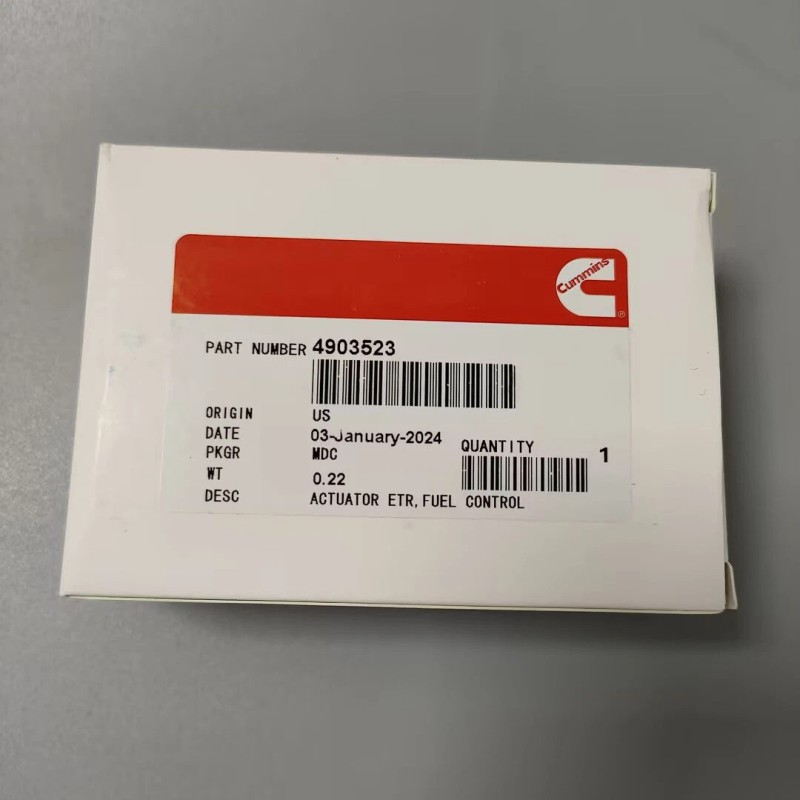 Cummins
®
PART NUMBER 4903523
ORIGIN US
DATE 03-January-2024
PKGR MDC
QUANTITY 1
WT 0.22
DESC ACTUATOR ETR,FUEL CONTROL